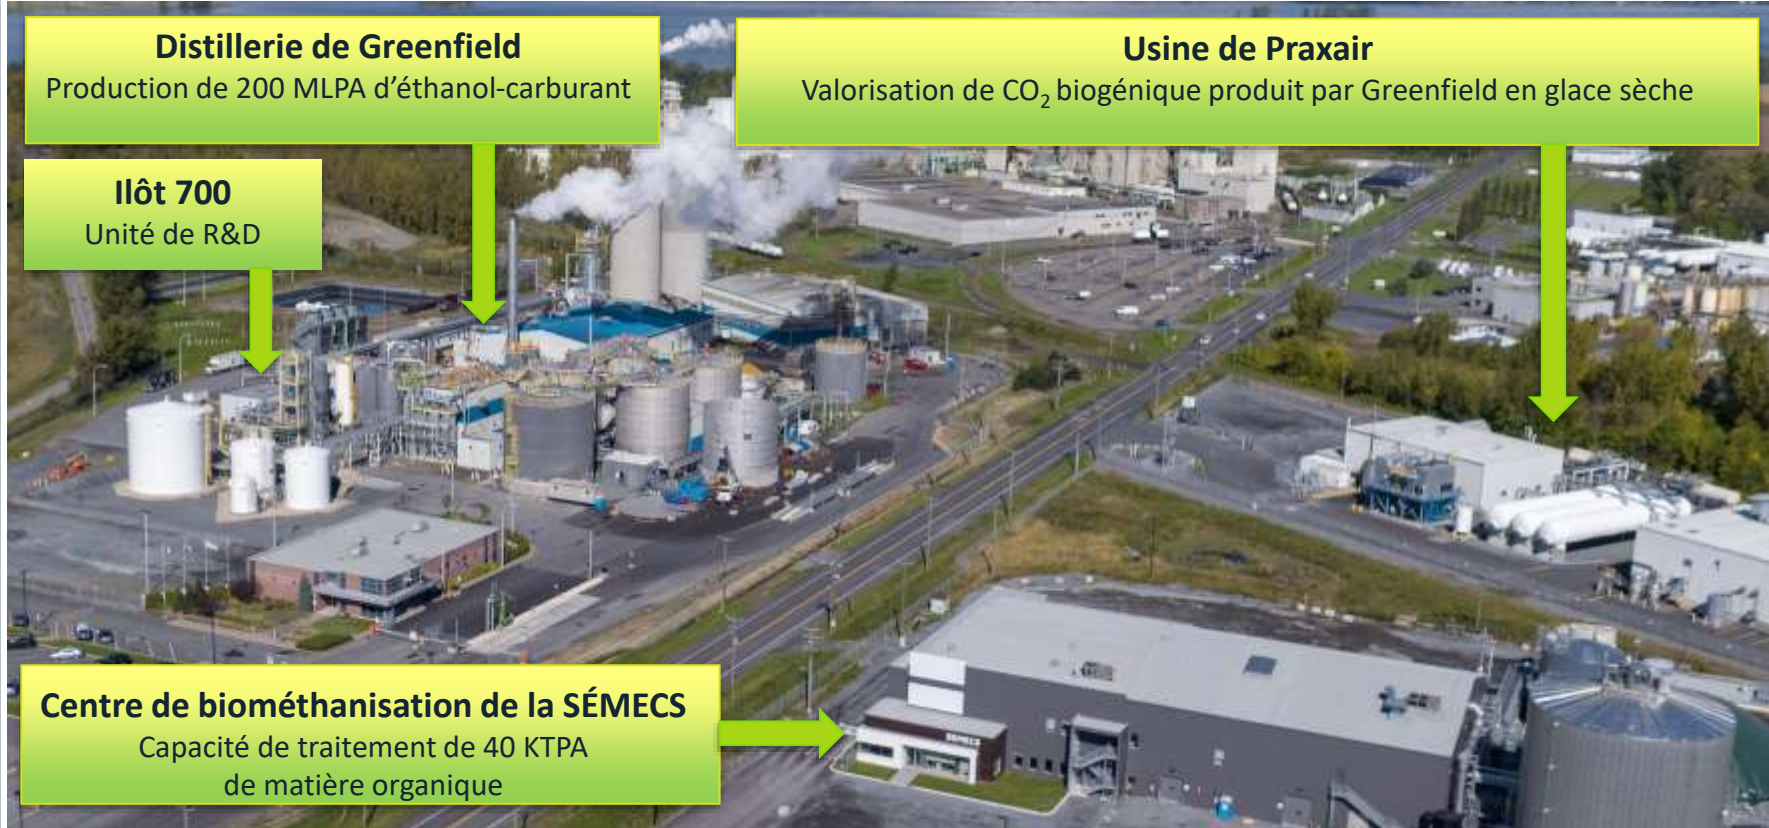 Distillerie de Greenfield
Production de 200 MLPA d'éthanol-carburant
Usine de Praxair
Valorisation de CO₂ biogénique produit par Greenfield en glace sèche
Ilôt 700
Unité de R&D
Centre de biométhanisation de la SÉMECS
Capacité de traitement de 40 KTPA
de matière organique
SÉMECS